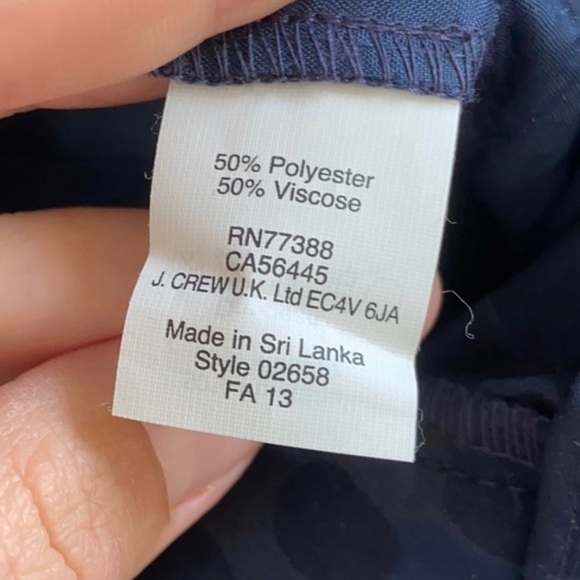 50% Polyester
50% Viscose
RN77388
CA56445
J. CREW U.K. Ltd EC4V 6JA
Made in Sri Lanka
Style 02658
FA 13